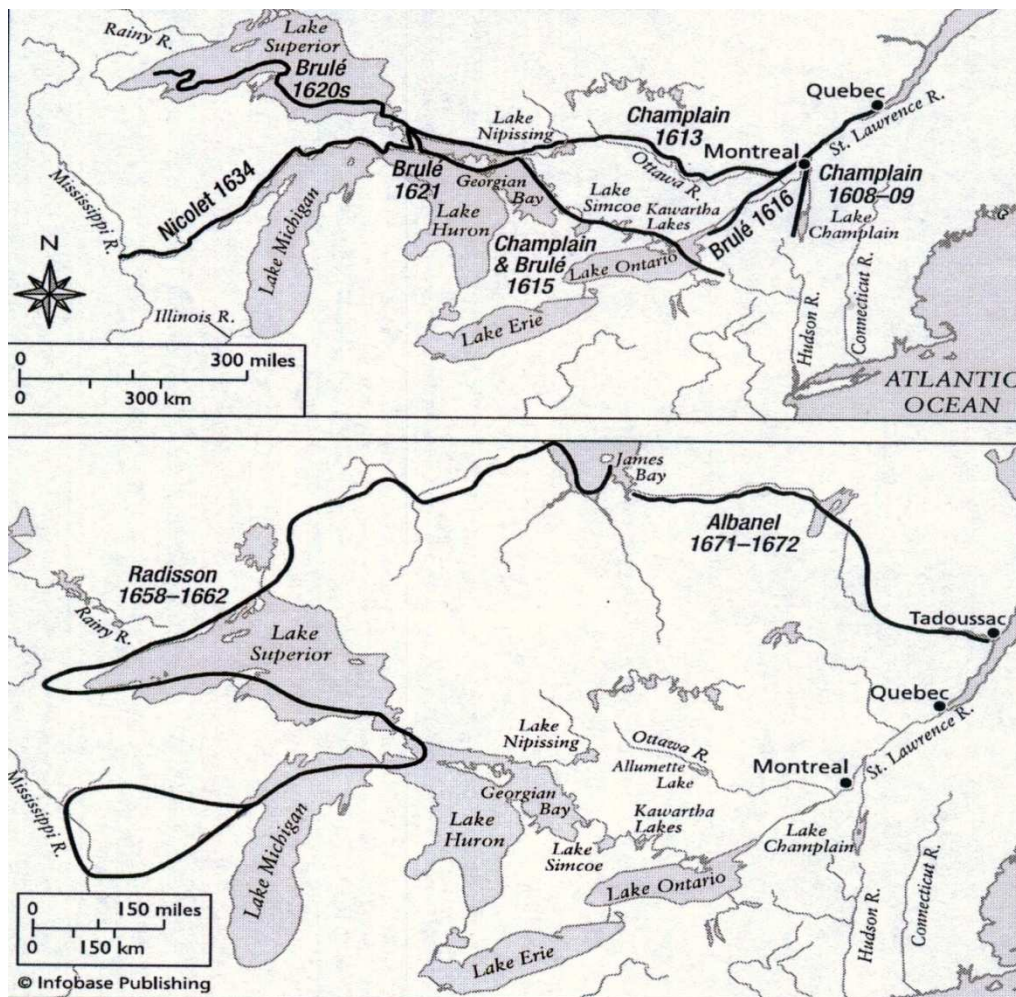 Rainy R.
Lake
Superior
Brulé
1620s
Lake
Nipissing
Champlain
1613
Quebec
St. Lawrence R.
Montreal
Ottawa R.
Champlain
1608–09
Brulé
1621
Georgian
Bay
Lake
Simcoe
Kawartha
Lakes
Brulé 1616
Lake
Champlain
Mississippi R.
Nicolet 1634
Lake Michigan
Lake
Huron
Champlain
& Brulé
1615
Lake Ontario
N
Illinois R.
Lake Erie
Hudson R.
Connecticut R.
0
300 miles
0
300 km
ATLANTIC
OCEAN
James
Bay
Albanel
1671–1672
Radisson
1658–1662
Rainy R.
Tadoussac
Lake
Superior
Quebec
St. Lawrence R.
Lake
Nipissing
Ottawa R.
Allumette
Lake
Montreal
Mississippi R.
Georgian
Bay
Kawartha
Lakes
Lake
Huron
Lake
Simcoe
Lake
Champlain
Lake Michigan
Lake Ontario
Hudson R.
Connecticut R.
0
150 miles
0
150 km
Lake Erie
© Infobase Publishing